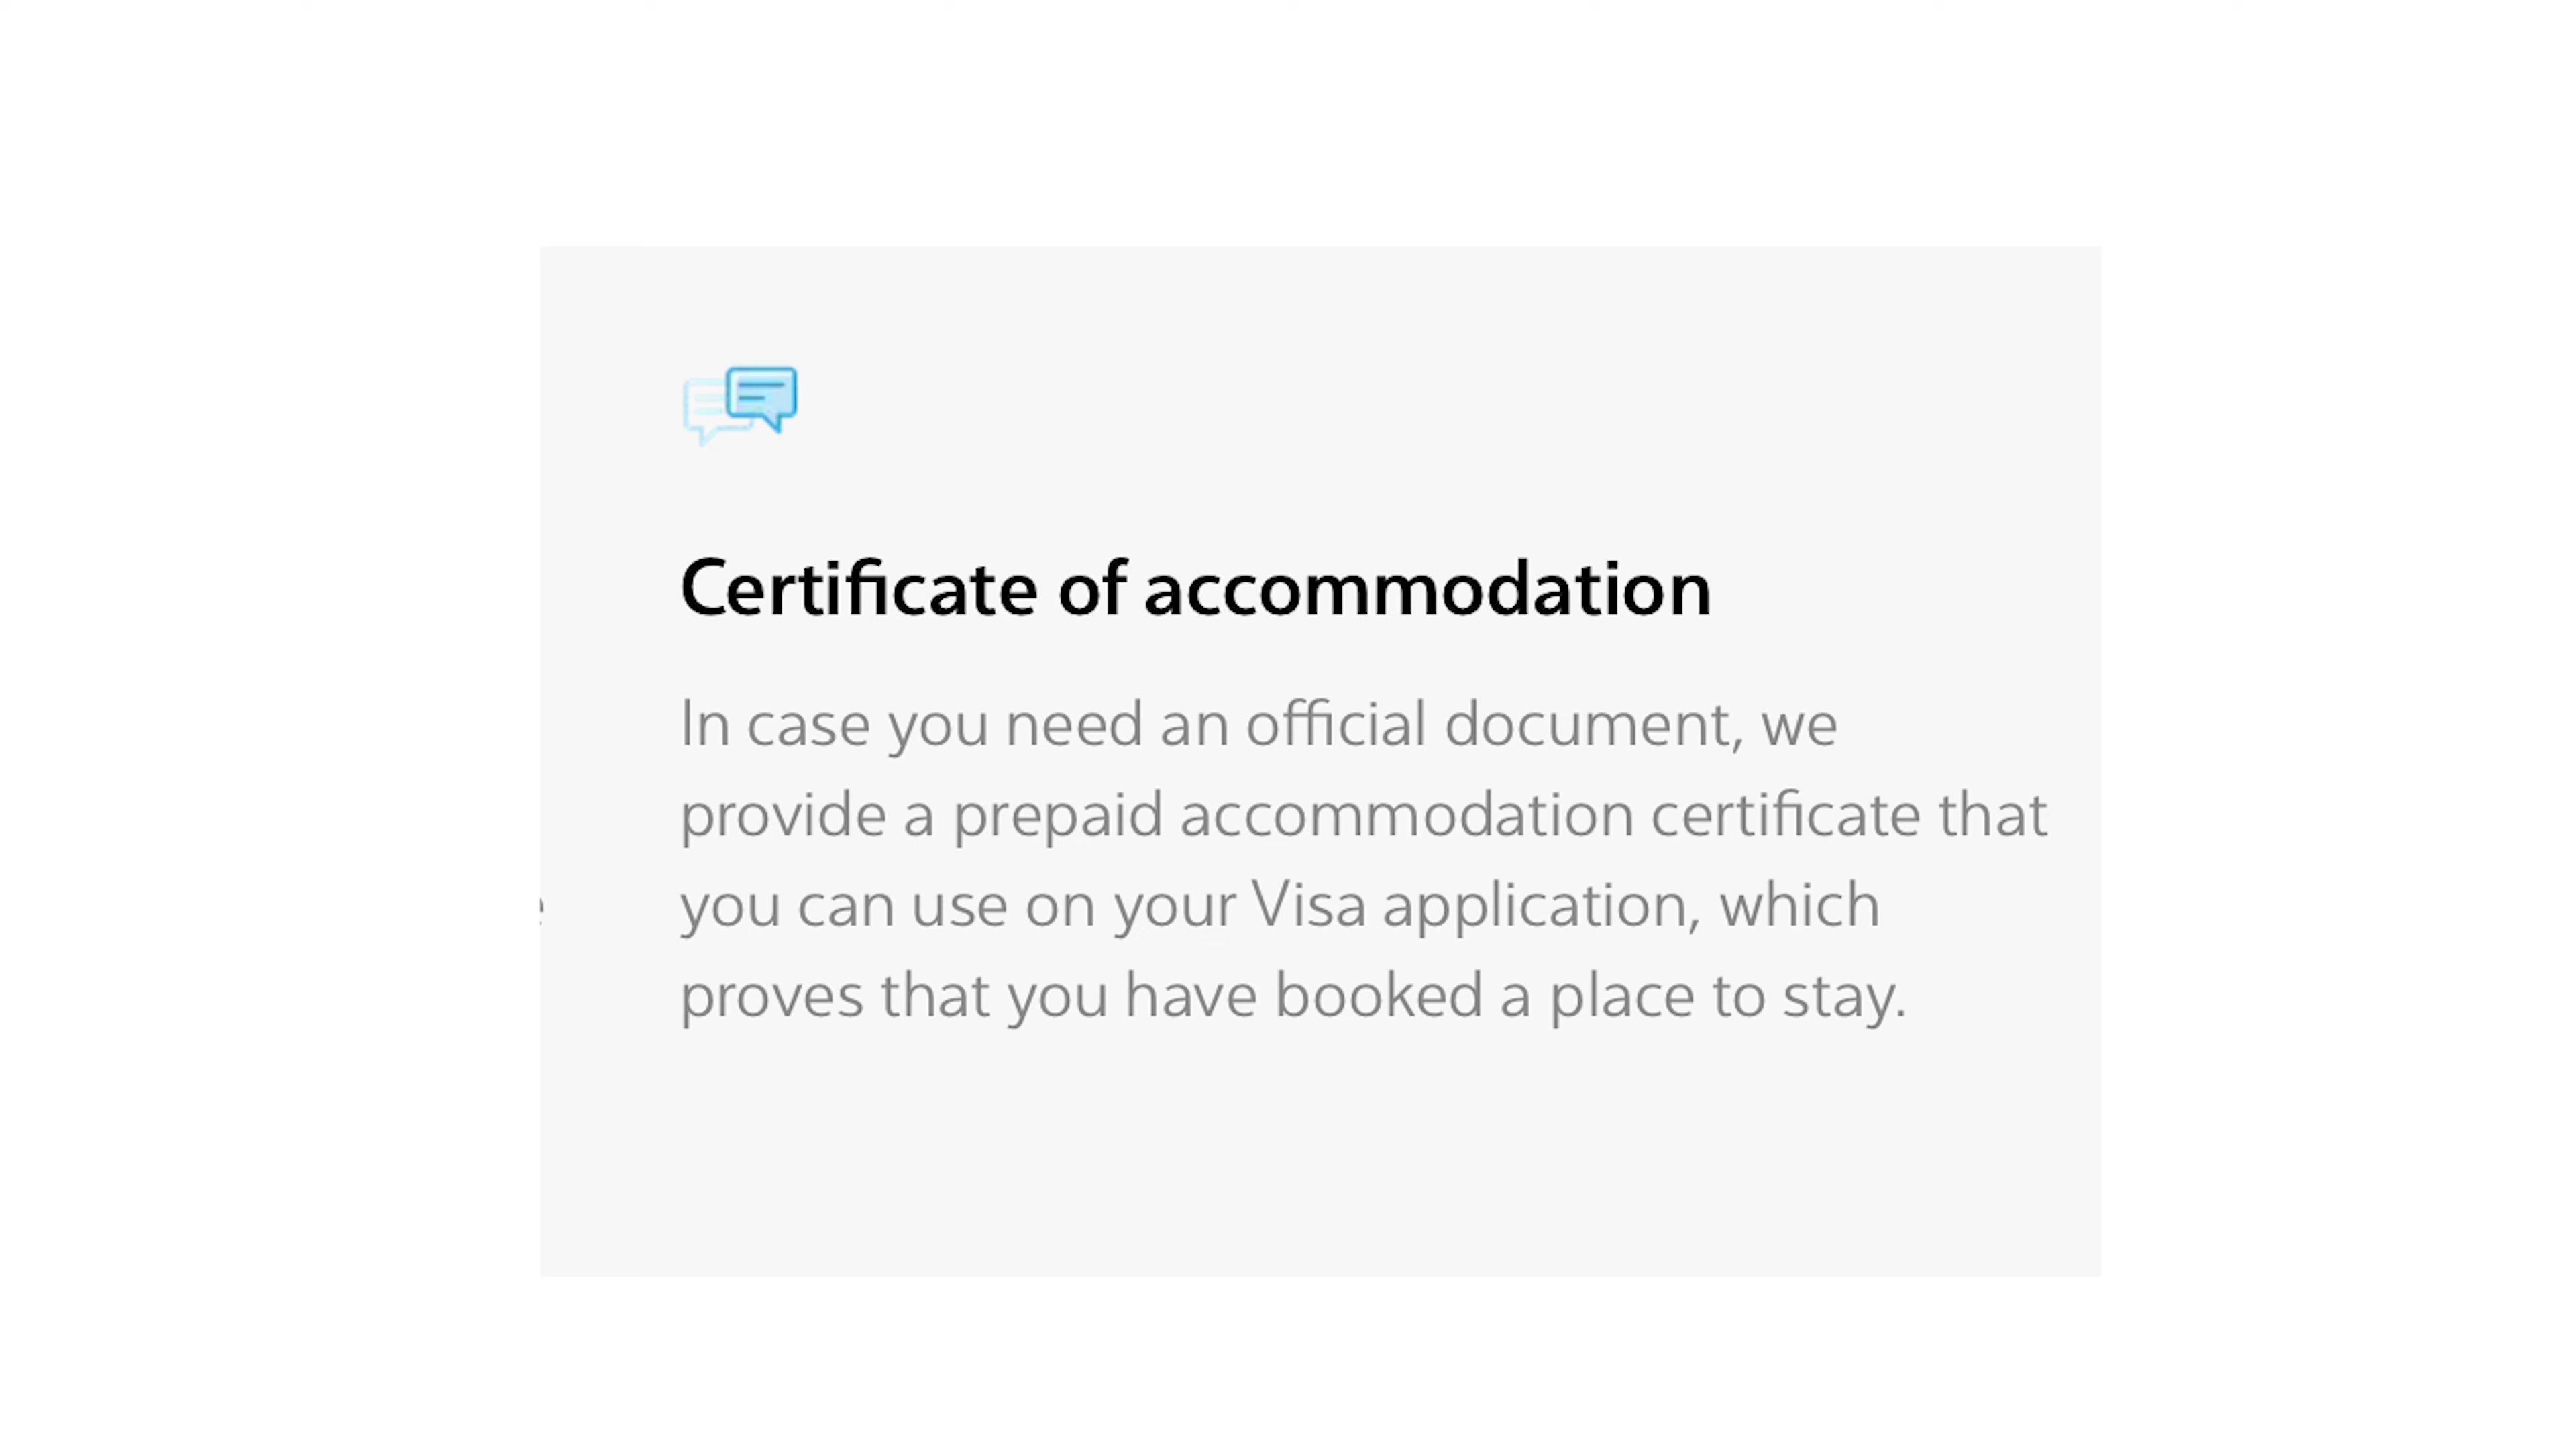 Certificate of accommodation
In case you need an official document, we
provide a prepaid accommodation certificate that
you can use on your Visa application, which
proves that you have booked a place to stay.